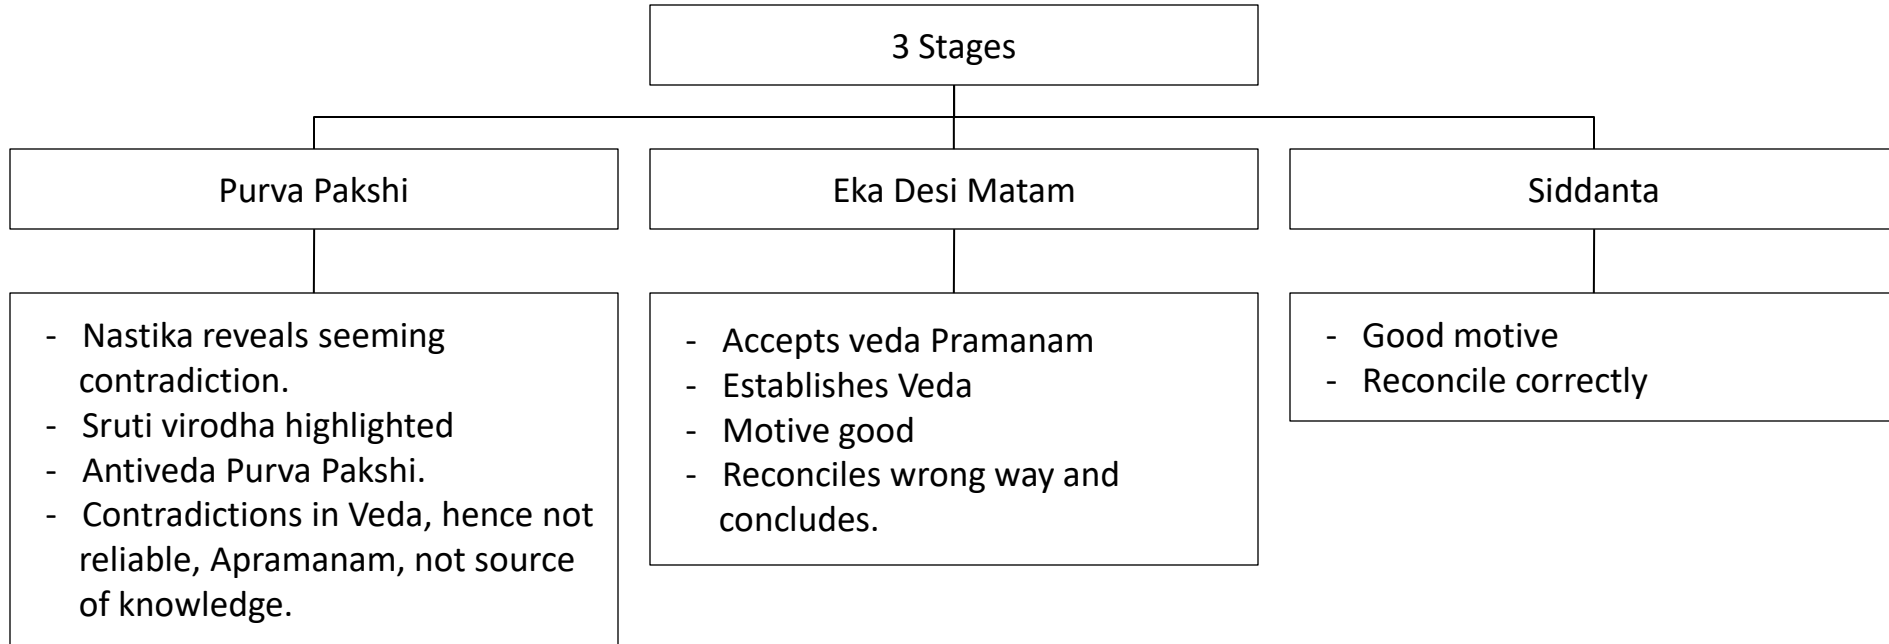 3 Stages
Purva Pakshi
Eka Desi Matam
Siddanta
- Nastika reveals seeming
contradiction.
- Sruti virodha highlighted
- Antiveda Purva Pakshi.
- Contradictions in Veda, hence not
reliable, Apramanam, not source
of knowledge.
- Accepts veda Pramanam
- Establishes Veda
- Motive good
- Reconciles wrong way and
concludes.
- Good motive
- Reconcile correctly